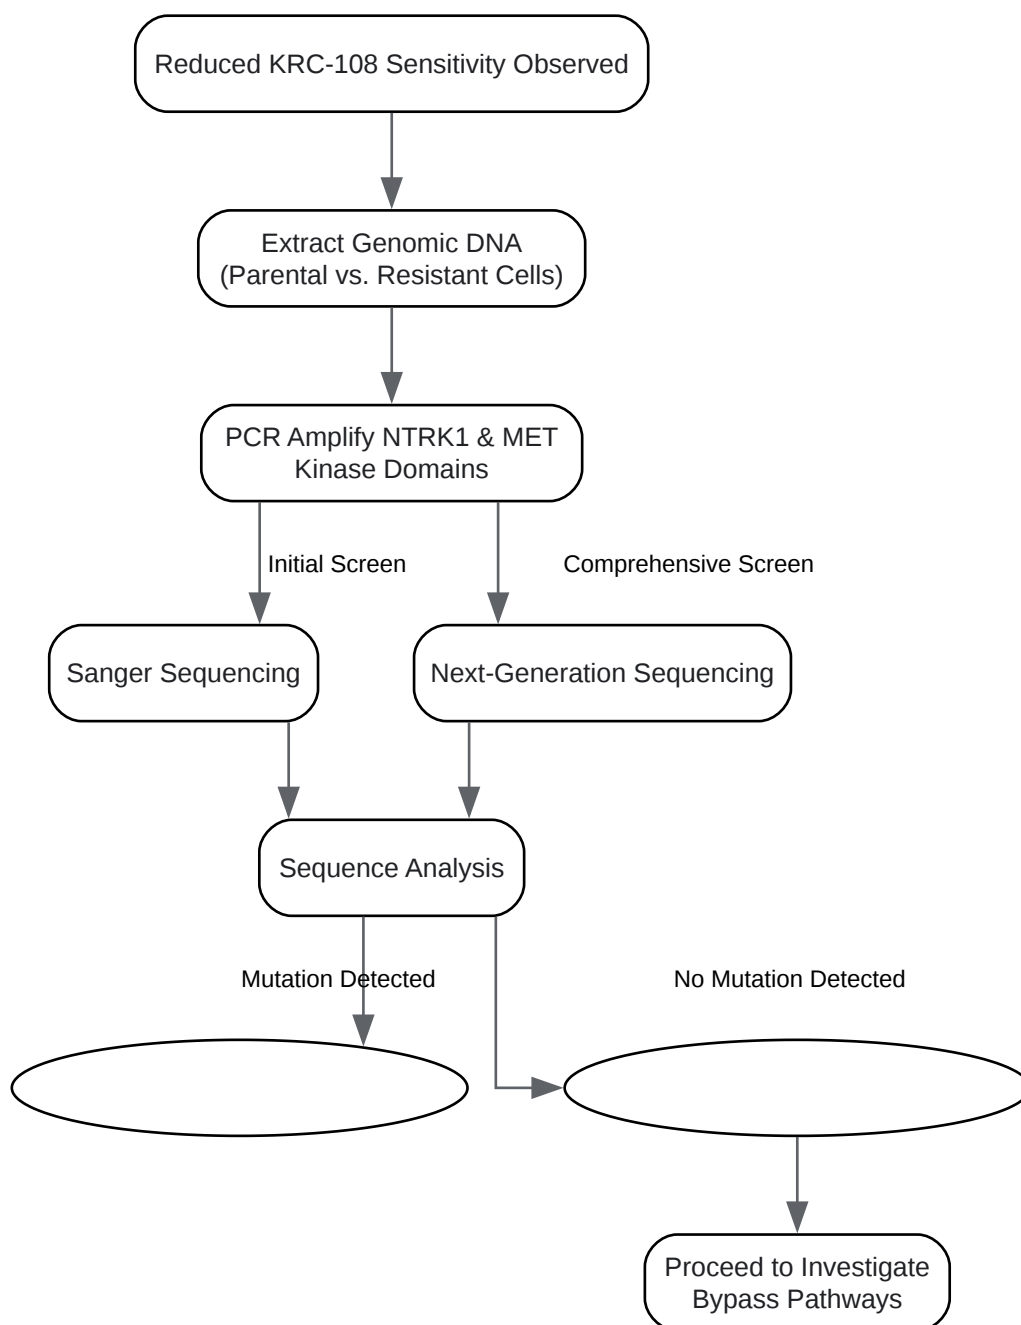 Reduced KRC-108 Sensitivity Observed
Extract Genomic DNA
(Parental vs. Resistant Cells)
PCR Amplify NTRK1 & MET
Kinase Domains
Initial Screen
Comprehensive Screen
Sanger Sequencing
Next-Generation Sequencing
Sequence Analysis
Mutation Detected
No Mutation Detected
Proceed to Investigate
Bypass Pathways